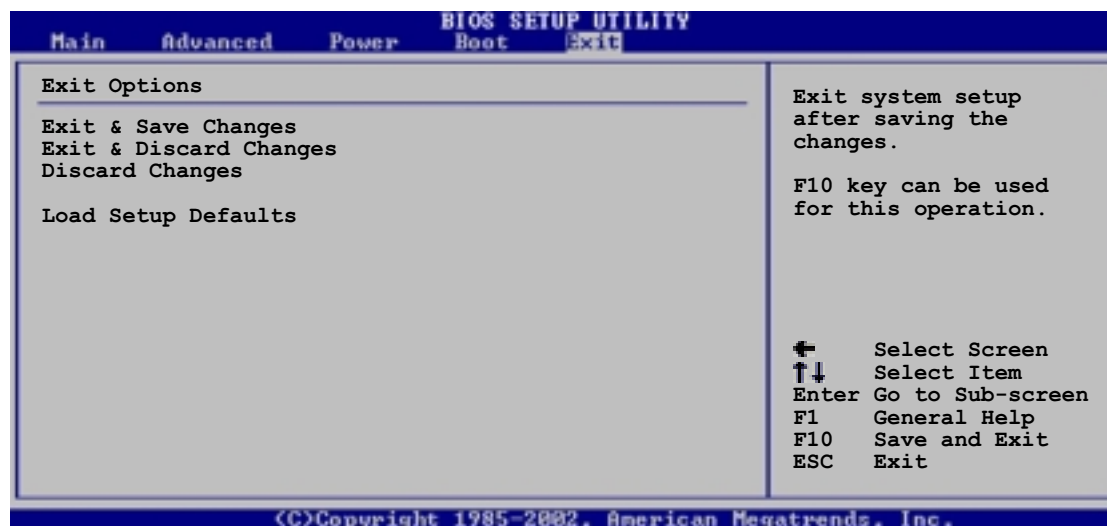 BIOS SETUP UTILITY
Main Advanced Power Boot Exit
Exit Options
Exit & Save Changes
Exit & Discard Changes
Discard Changes
Load Setup Defaults
Exit system setup
after saving the
changes.
F10 key can be used
for this operation.
← Select Screen
↑↓ Select Item
Enter Go to Sub-screen
F1 General Help
F10 Save and Exit
ESC Exit
(C)Copyright 1985-2002, American Megatrends, Inc.